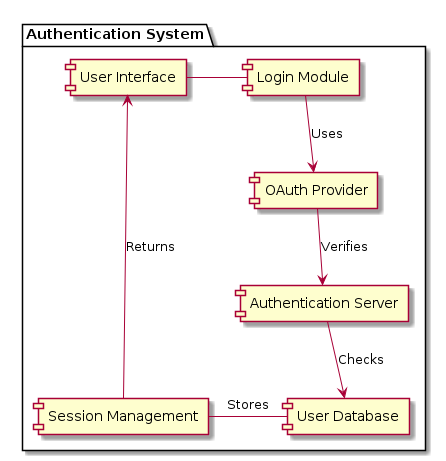 Authentication System
User Interface
Login Module
Uses
OAuth Provider
Returns
Verifies
Authentication Server
Checks
Stores
Session Management
User Database